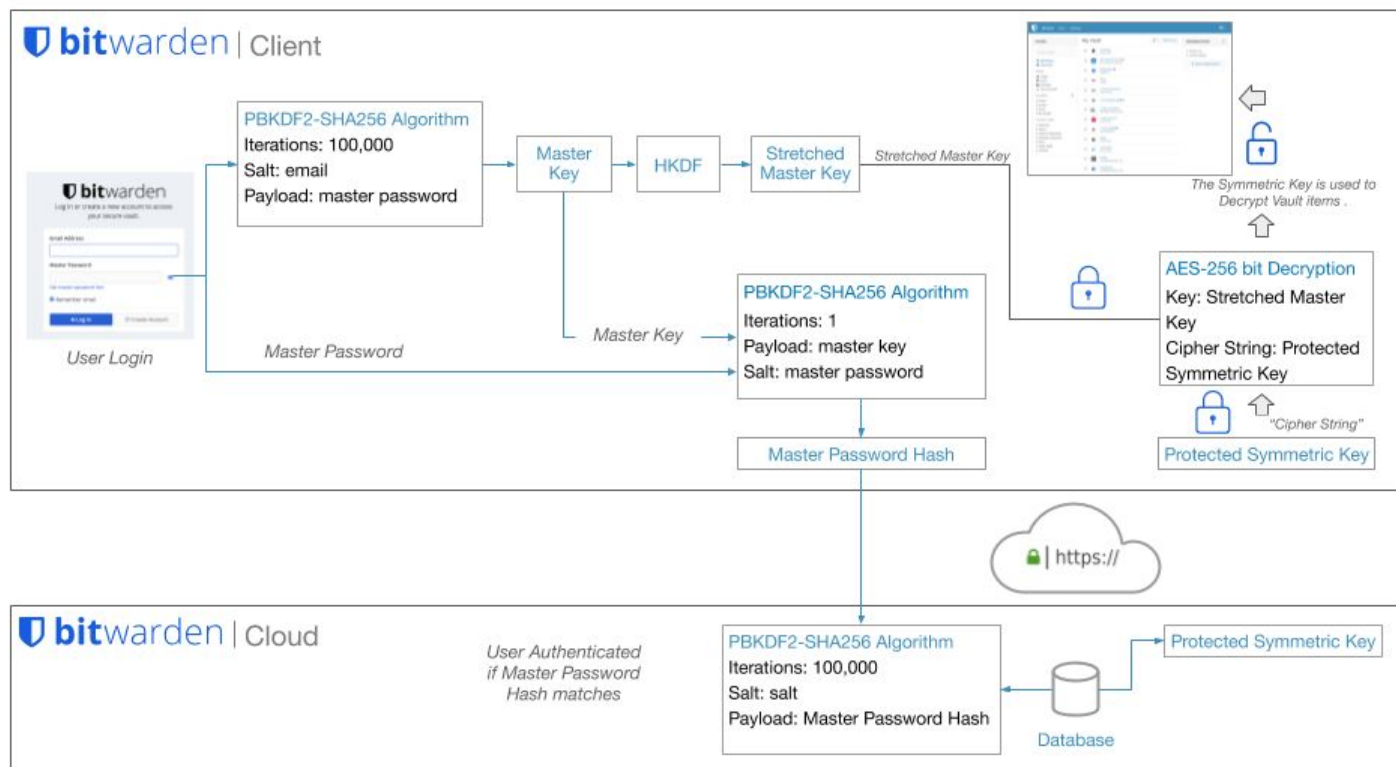 bitwarden | Client
PBKDF2-SHA256 Algorithm
Iterations: 100,000
Salt: email
Payload: master password
Master
Key
HKDF
Stretched
Master Key
Stretched Master Key
The Symmetric Key is used to
Decrypt Vault items .
bitwarden
Log in or create a new account to access
your secure vault.
Email Address
Master Password
Remember email
Log In
Create Account
User Login
Master Password
Master Key
PBKDF2-SHA256 Algorithm
Iterations: 1
Payload: master key
Salt: master password
Master Password Hash
AES-256 bit Decryption
Key: Stretched Master
Key
Cipher String: Protected
Symmetric Key
"Cipher String"
Protected Symmetric Key
https://
bitwarden | Cloud
User Authenticated
if Master Password
Hash matches
PBKDF2-SHA256 Algorithm
Iterations: 100,000
Salt: salt
Payload: Master Password Hash
Database
Protected Symmetric Key